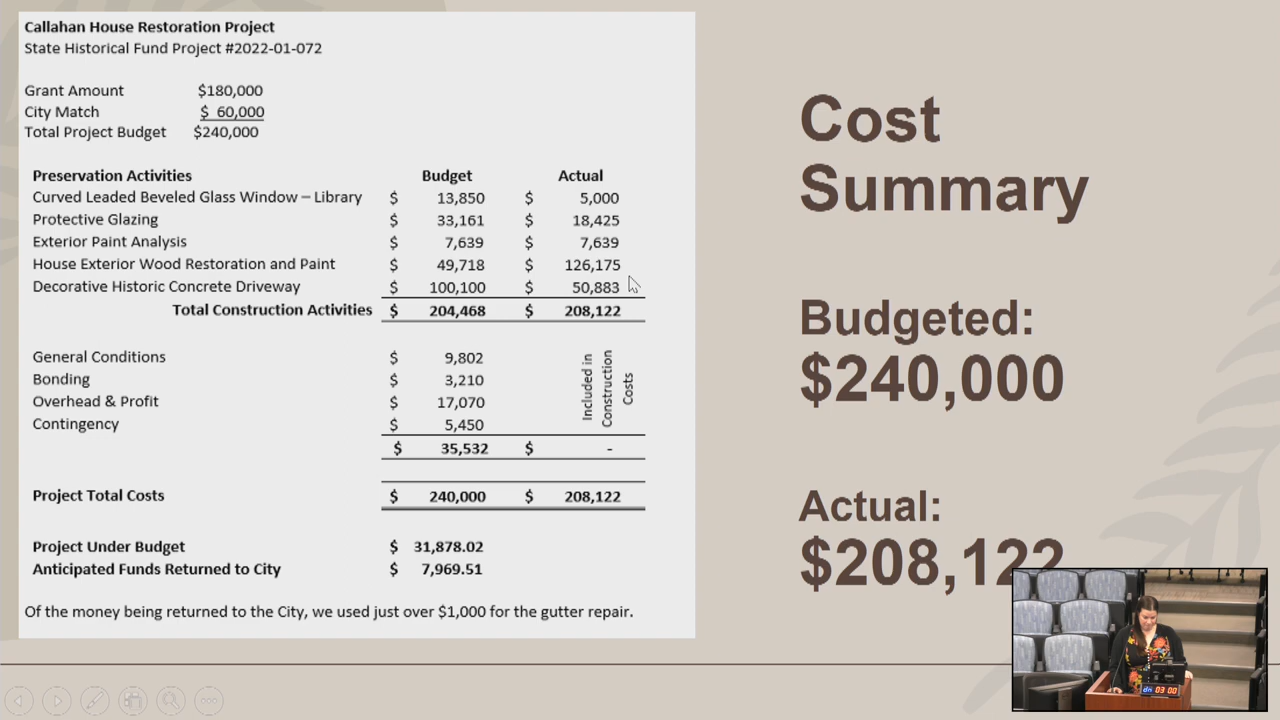 Callahan House Restoration Project
State Historical Fund Project #2022-01-072
Grant Amount $180,000
City Match $ 60,000
Total Project Budget $240,000
Preservation Activities Budget Actual
Curved Leaded Beveled Glass Window – Library $ 13,850 $ 5,000
Protective Glazing $ 33,161 $ 18,425
Exterior Paint Analysis $ 7,639 $ 7,639
House Exterior Wood Restoration and Paint $ 49,718 $ 126,175
Decorative Historic Concrete Driveway $ 100,100 $ 50,883
Total Construction Activities $ 204,468 $ 208,122
General Conditions $ 9,802
Bonding $ 3,210
Overhead & Profit $ 17,070
Contingency $ 5,450
Included in
Construction
Costs
$ 35,532 $ -
Project Total Costs $ 240,000 $ 208,122
Project Under Budget $ 31,878.02
Anticipated Funds Returned to City $ 7,969.51
Of the money being returned to the City, we used just over $1,000 for the gutter repair.
Cost
Summary
Budgeted:
$240,000
Actual:
$208,122
03:00